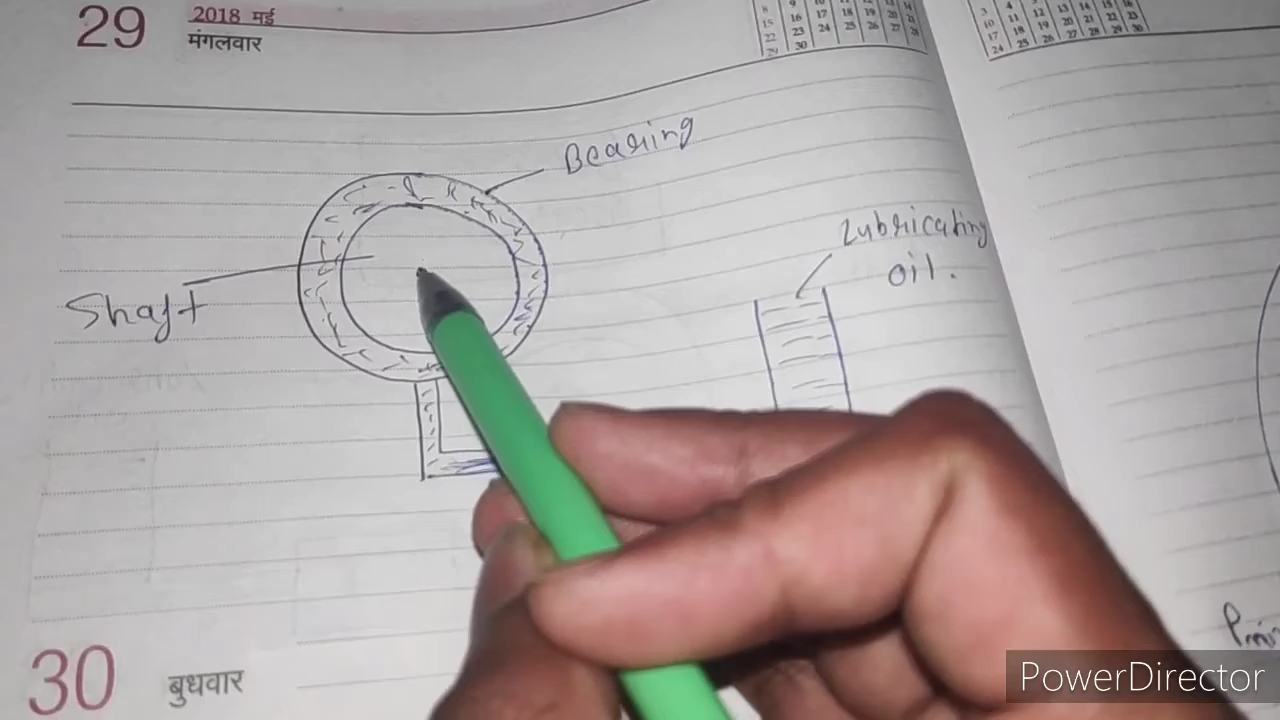 29
2018 मई
मंगलवार
Bearing
Shaft
Lubricating
oil.
30
बुधवार
PowerDirector